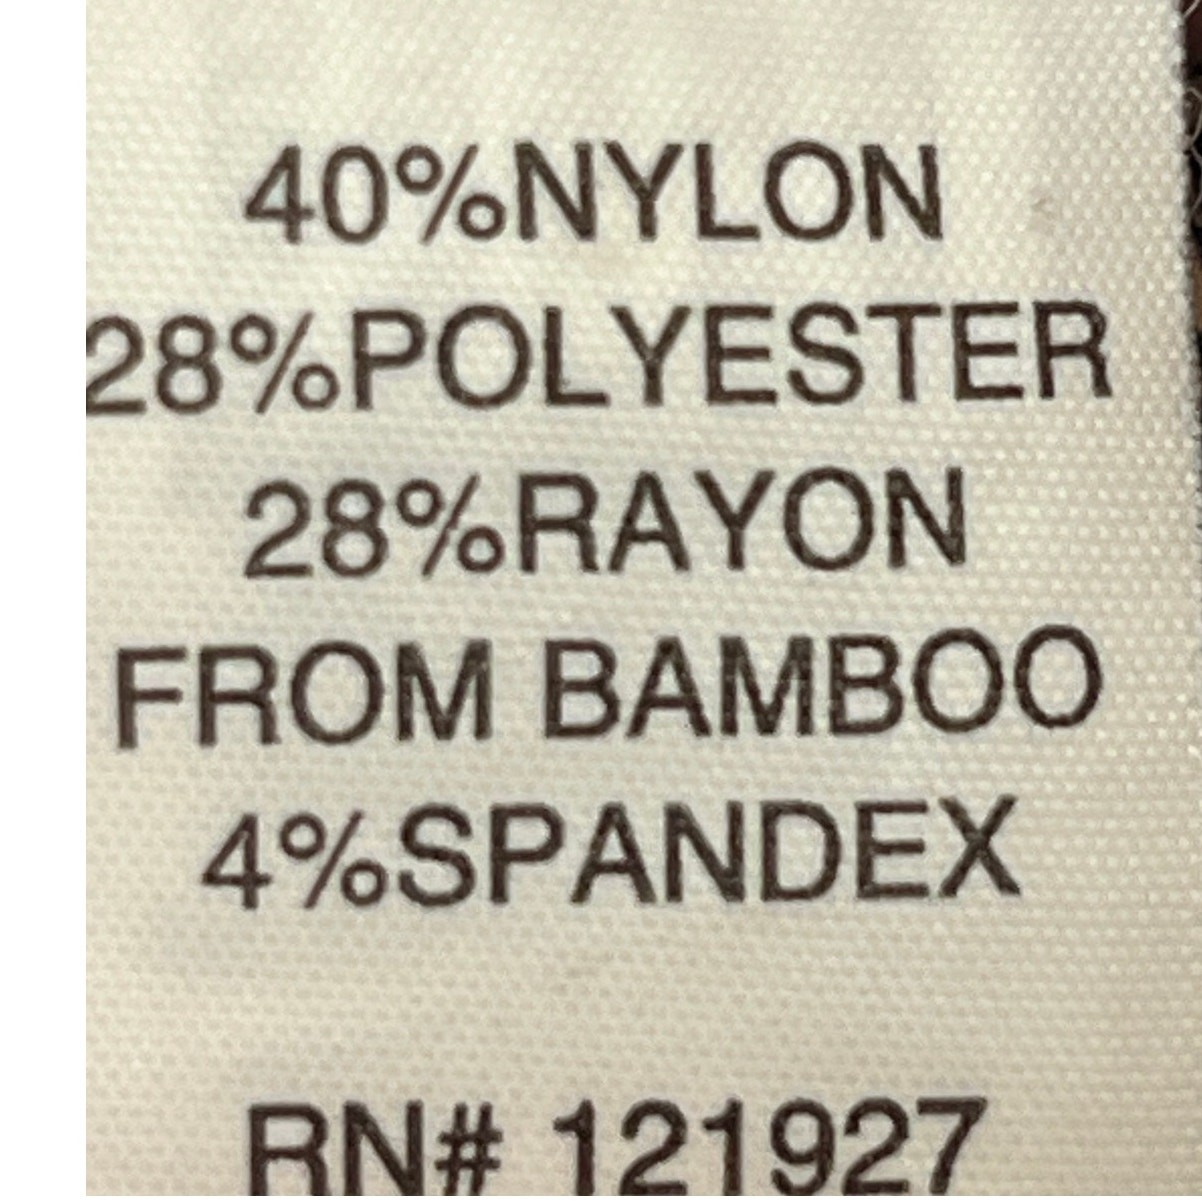 40%NYLON
28%POLYESTER
28%RAYON
FROM BAMBOO
4%SPANDEX
RN# 121927